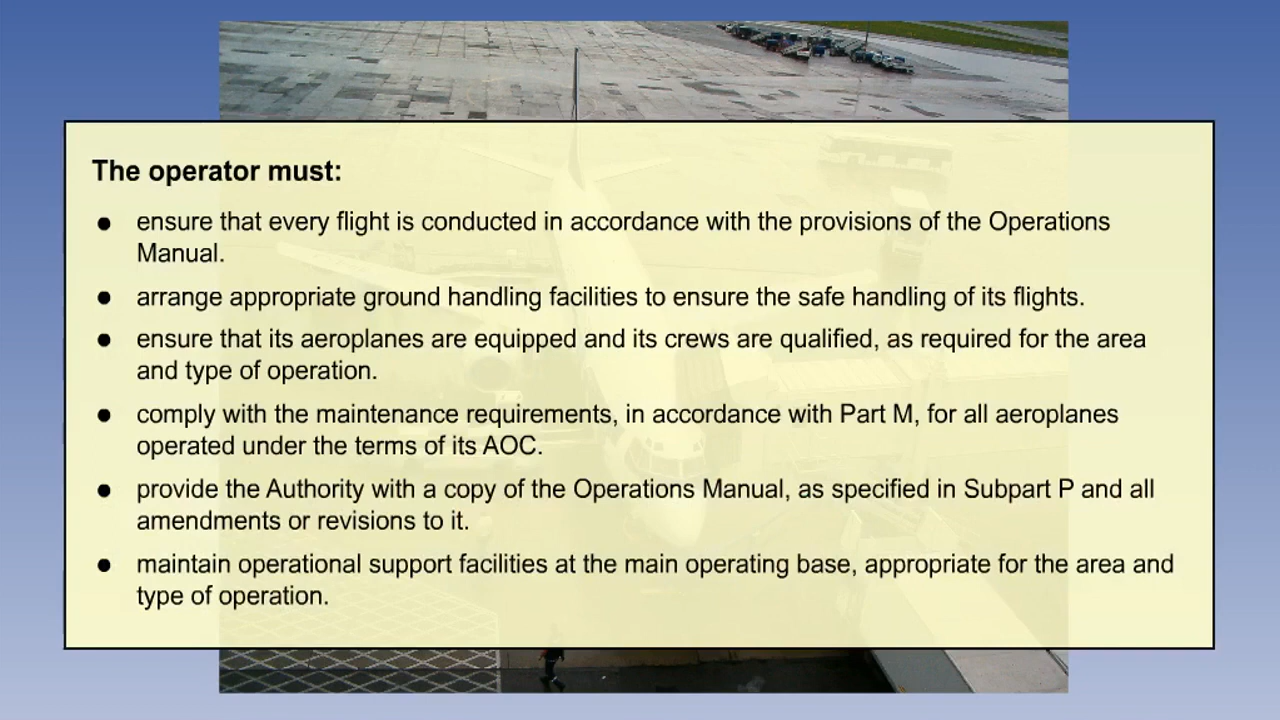 The operator must:
● ensure that every flight is conducted in accordance with the provisions of the Operations
Manual.
● arrange appropriate ground handling facilities to ensure the safe handling of its flights.
● ensure that its aeroplanes are equipped and its crews are qualified, as required for the area
and type of operation.
● comply with the maintenance requirements, in accordance with Part M, for all aeroplanes
operated under the terms of its AOC.
● provide the Authority with a copy of the Operations Manual, as specified in Subpart P and all
amendments or revisions to it.
● maintain operational support facilities at the main operating base, appropriate for the area and
type of operation.